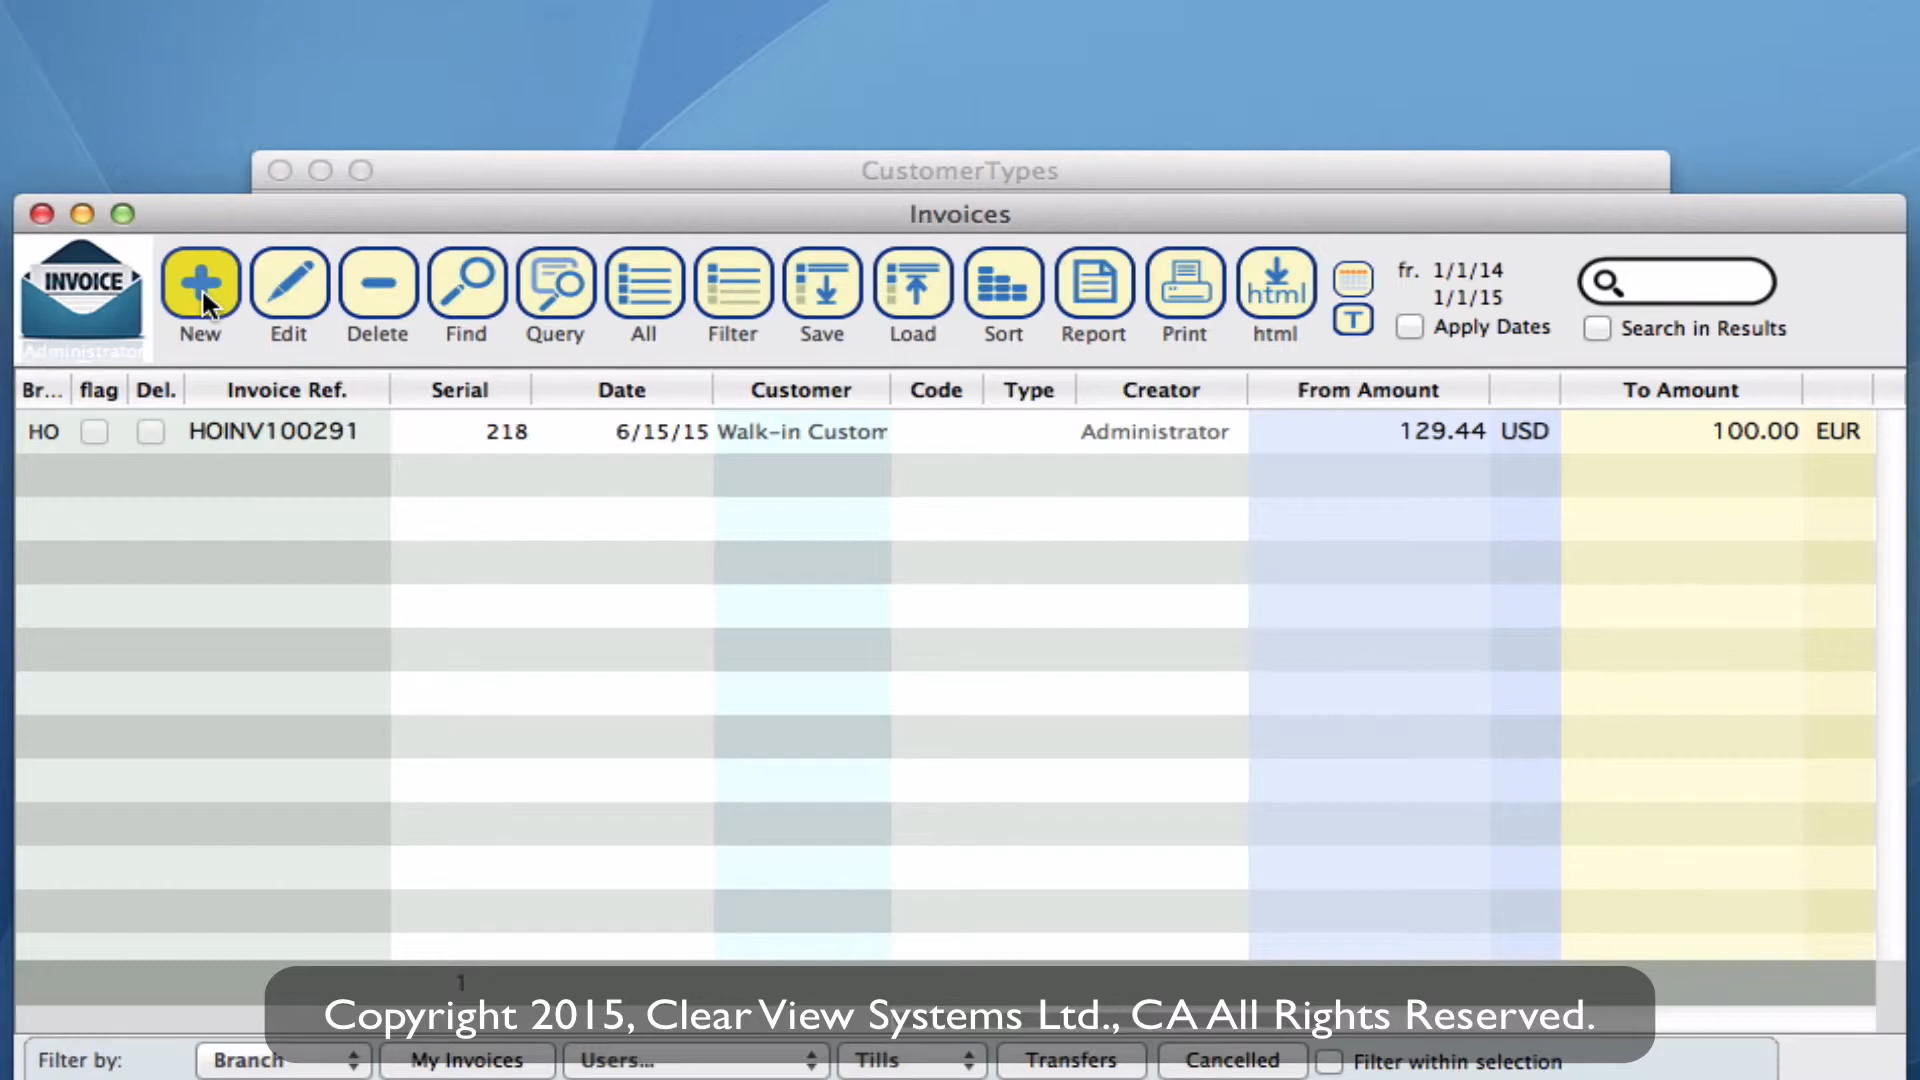 CustomerTypes
Invoices
INVOICE
Administrator
New Edit Delete Find Query All Filter Save Load Sort Report Print html
html
T
fr. 1/1/14
1/1/15
Apply Dates
Search in Results
Br... flag Del. Invoice Ref. Serial Date Customer Code Type Creator From Amount To Amount
HO HOINV100291 218 6/15/15 Walk-in Custom Administrator 129.44 USD 100.00 EUR
1
Copyright 2015, Clear View Systems Ltd., CA All Rights Reserved.
Filter by: Branch My Invoices Users... Tills Transfers Cancelled Filter within selection